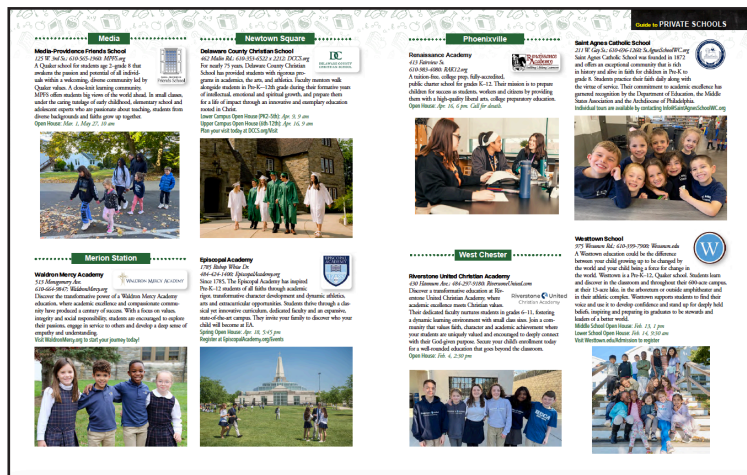 Guide to PRIVATE SCHOOLS
Media
Media-Providence Friends School
125 W. 3rd St.; 610-565-1960; MPFS.org
A Quaker school for students age 2–grade 8 that
awakens the passion and potential of all individ-
uals within a welcoming, diverse community led by
Quaker values. A close-knit learning community,
MPFS offers students big views of the world ahead. In small classes,
under the caring tutelage of early childhood, elementary school and
adolescent experts who are passionate about teaching, students from
diverse backgrounds and faiths grow up together.
Open House: Mar. 1, May 27, 10 am
Merion Station
Waldron Mercy Academy
513 Montgomery Ave.
610-664-9847; WaldronMercy.org
WALDRON MERCY ACADEMY
Discover the transformative power of a Waldron Mercy Academy
education, where academic excellence and compassionate commu-
nity have produced a century of success. With a focus on values,
integrity and social responsibility, students are encouraged to explore
their passions, engage in service to others and develop a deep sense of
empathy and understanding.
Visit WaldronMercy.org to start your journey today!
Newtown Square
Delaware County Christian School
462 Malin Rd.; 610-353-6522 x 2212; DCCS.org
For nearly 75 years, Delaware County Christian
School has provided students with rigorous pro-
grams in academics, the arts, and athletics. Faculty mentors walk
alongside students in Pre-K–12th grade during their formative years
of intellectual, emotional and spiritual growth, and prepare them
for a life of impact through an innovative and exemplary education
rooted in Christ.
Lower Campus Open House (PK2-5th): Apr. 9, 9 am
Upper Campus Open House (6th-12th): Apr. 16, 9 am
Plan your visit today at DCCS.org/Visit
DC
Episcopal Academy
1785 Bishop White Dr.
484-424-1400; EpiscopalAcademy.org
EPISCOPAL
ACADEMY
Since 1785, The Episcopal Academy has inspired
Pre-K–12 students of all faiths through academic
rigor, transformative character development and dynamic athletics,
arts and extracurricular opportunities. Students thrive through a clas-
sical yet innovative curriculum, dedicated faculty and an expansive,
state-of-the-art campus. They invite your family to discover who your
child will become at EA.
Spring Open House: Apr. 18, 5:45 pm
Register at EpiscopalAcademy.org/Events
Phoenixville
Renaissance Academy
413 Fairview St.
610-983-4080; RAK12.org
Renaissance
Academy
A tuition-free, college prep, fully-accredited,
public charter school for grades K–12. Their mission is to prepare
children for success as students, workers and citizens by providing
them with a high-quality liberal arts, college preparatory education.
Open House: Apr. 16, 6 pm. Call for details.
West Chester
Riverstone United Christian Academy
430 Hannum Ave.; 484-297-9180; RiverstoneUnited.com
Discover a transformative education at Riv-
erstone United Christian Academy, where
academic excellence meets Christian values.
Riverstone United
Christian Academy
Their dedicated faculty nurtures students in grades 6–11, fostering
a dynamic learning environment with small class sizes. Join a com-
munity that values faith, character and academic achievement where
your students are uniquely valued and encouraged to deeply connect
with their God-given purpose. Secure your child's enrollment today
for a well-rounded education that goes beyond the classroom.
Open House: Feb. 4, 2:30 pm
Saint Agnes Catholic School
211 W. Gay St.; 610-696-1260; St.AgnesSchoolWC.org
Saint Agnes Catholic School was founded in 1872
and offers an exceptional community that is rich
in history and alive in faith for children in Pre-K to
grade 8. Students practice their faith daily along with
the virtue of service. Their commitment to academic excellence has
garnered recognition by the Department of Education, the Middle
States Association and the Archdiocese of Philadelphia.
Individual tours are available by contacting info@SaintAgnesSchoolWC.org
Westtown School
975 Westtown Rd.; 610-399-7900; Westtown.edu
W
A Westtown education could be the difference
between your child growing up to be changed by
the world and your child being a force for change in
the world. Westtown is a Pre-K–12, Quaker school. Students learn
and discover in the classroom and throughout their 600-acre campus,
at their 13-acre lake, in the arboretum or outside amphitheater and
in their athletic complex. Westtown supports students to find their
voice and use it to develop confidence and stand up for deeply held
beliefs, inspiring and preparing its graduates to be stewards and
leaders of a better world.
Middle School Open House: Feb. 13, 1 pm
Lower School Open House: Feb. 14, 9:30 am
Visit Westtown.edu/Admission to register